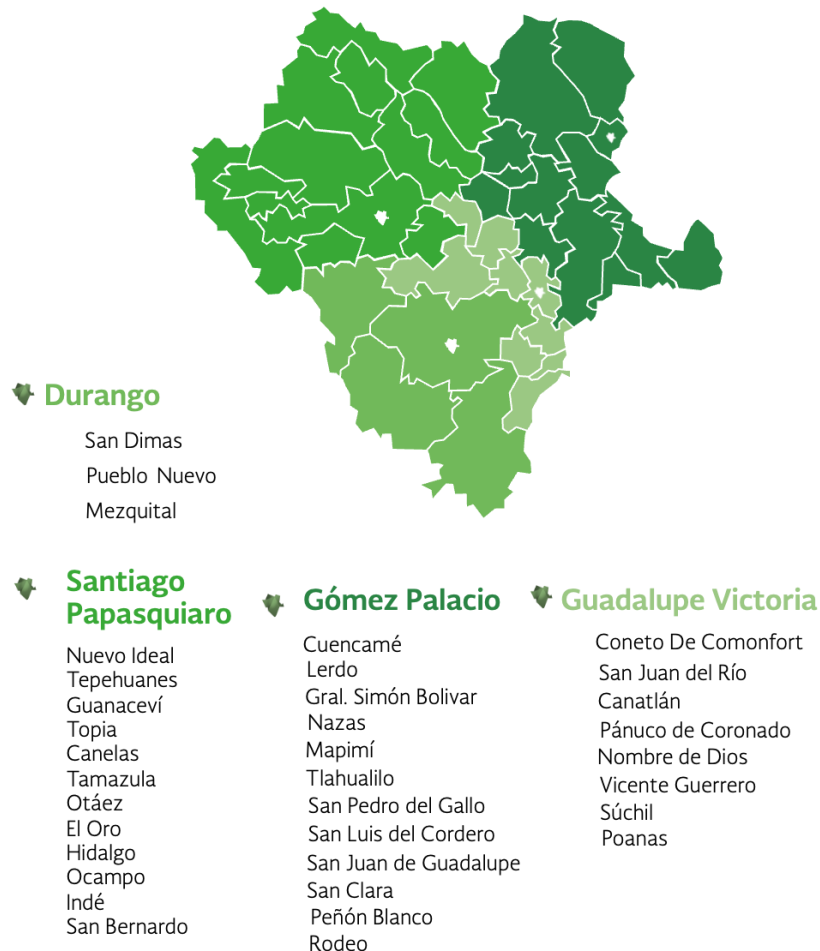 Durango
San Dimas
Pueblo Nuevo
Mezquital
Santiago
Papasquiaro
Nuevo Ideal
Tepehuanes
Guanaceví
Topia
Canelas
Tamazula
Otáez
El Oro
Hidalgo
Ocampo
Indé
San Bernardo
Gómez Palacio
Cuencamé
Lerdo
Gral. Simón Bolivar
Nazas
Mapimí
Tlahualilo
San Pedro del Gallo
San Luis del Cordero
San Juan de Guadalupe
San Clara
Peñón Blanco
Rodeo
Guadalupe Victoria
Coneto De Comonfort
San Juan del Río
Canatlán
Pánuco de Coronado
Nombre de Dios
Vicente Guerrero
Súchil
Poanas